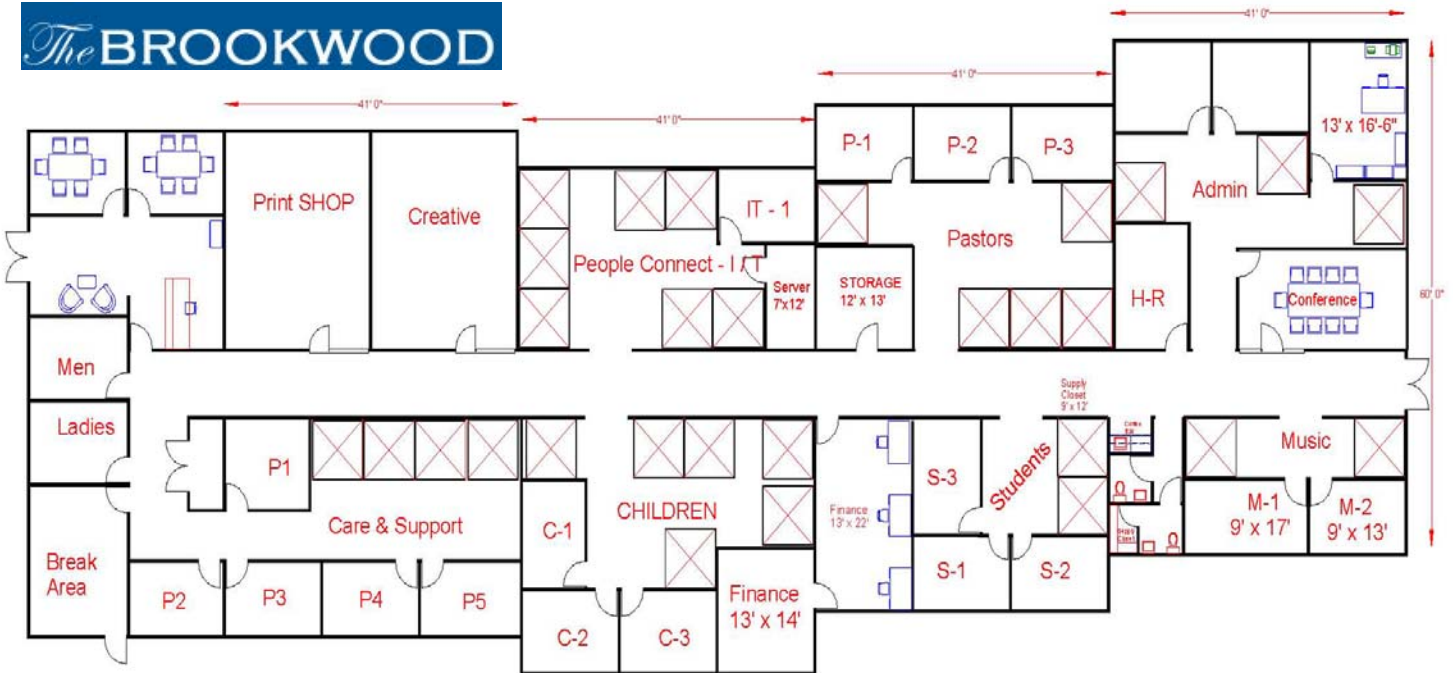 The BROOKWOOD
41' 0"
41' 0"
41' 0"
41' 0"
60' 0"
13' x 16'-6"
Print SHOP
Creative
IT - 1
People Connect - I / T
Server
7'x12'
P-1
P-2
P-3
Pastors
STORAGE
12' x 13'
Admin
H-R
Conference
Men
Ladies
Break
Area
Supply
Closet
9' x 12'
P1
Care & Support
P2
P3
P4
P5
CHILDREN
C-1
C-2
C-3
Finance
13' x 14'
Finance
13' x 22'
S-3
Students
S-1
S-2
Music
M-1
9' x 17'
M-2
9' x 13'